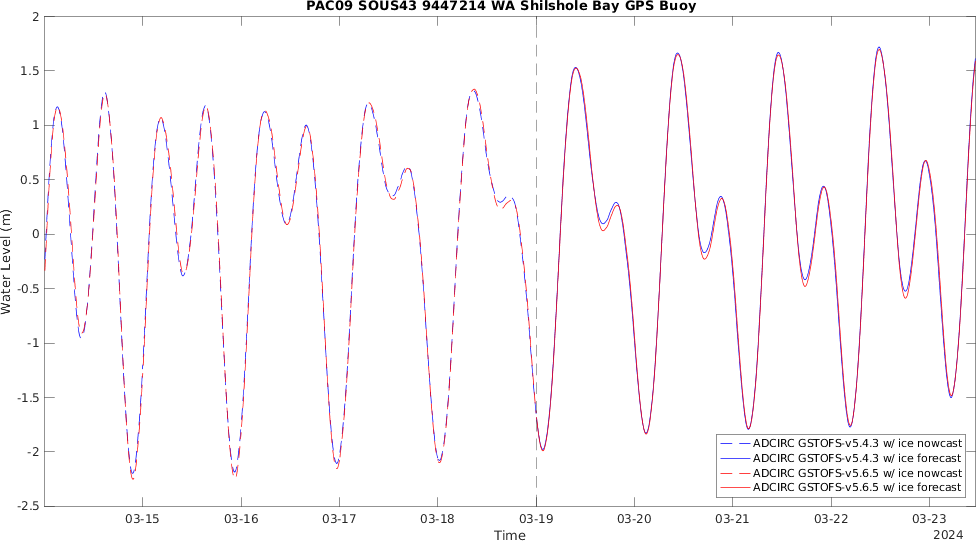 PAC09 SOUS43 9447214 WA Shilshole Bay GPS Buoy
2
1.5
1
0.5
0
-0.5
-1
-1.5
-2
-2.5
Water Level (m)
03-15 03-16 03-17 03-18 03-19 03-20 03-21 03-22 03-23
Time
2024
ADCIRC GSTOFS-v5.4.3 w/ ice nowcast
ADCIRC GSTOFS-v5.4.3 w/ ice forecast
ADCIRC GSTOFS-v5.6.5 w/ ice nowcast
ADCIRC GSTOFS-v5.6.5 w/ ice forecast